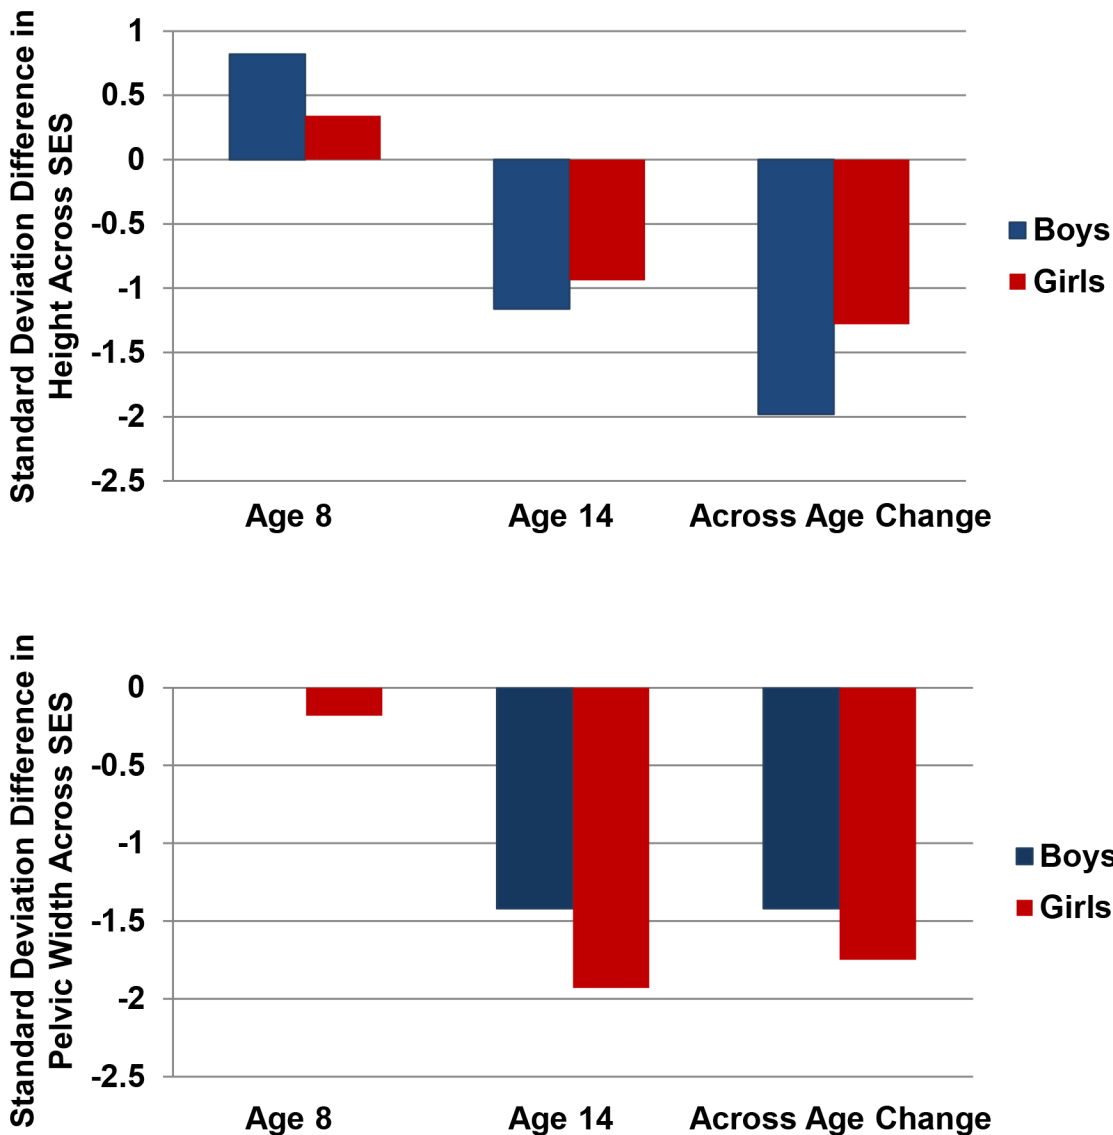 Standard Deviation Difference in
Height Across SES
1
0.5
0
-0.5
-1
-1.5
-2
-2.5
Age 8
Age 14
Across Age Change
Boys
Girls
Standard Deviation Difference in
Pelvic Width Across SES
0
-0.5
-1
-1.5
-2
-2.5
Age 8
Age 14
Across Age Change
Boys
Girls